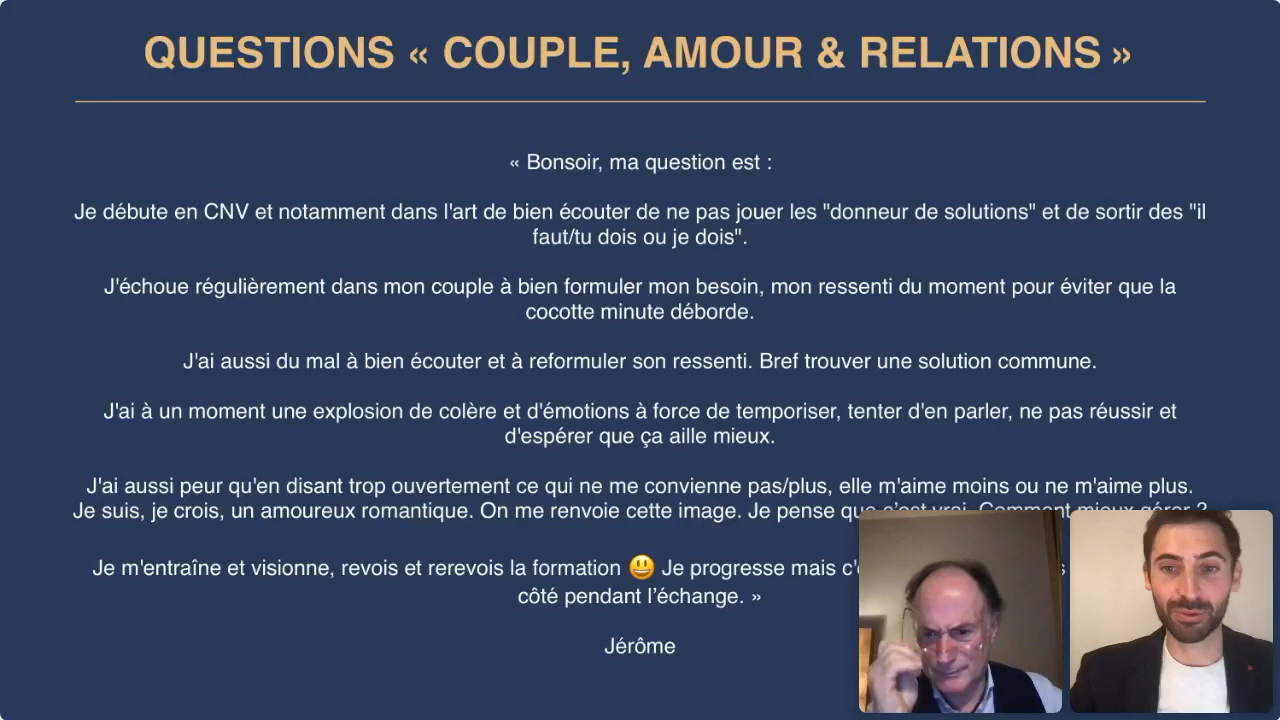 QUESTIONS « COUPLE, AMOUR & RELATIONS »
« Bonsoir, ma question est :
Je débute en CNV et notamment dans l'art de bien écouter de ne pas jouer les "donneur de solutions" et de sortir des "il
faut/tu dois ou je dois".
J'échoue régulièrement dans mon couple à bien formuler mon besoin, mon ressenti du moment pour éviter que la
cocotte minute déborde.
J'ai aussi du mal à bien écouter et à reformuler son ressenti. Bref trouver une solution commune.
J'ai à un moment une explosion de colère et d'émotions à force de temporiser, tenter d'en parler, ne pas réussir et
d'espérer que ça aille mieux.
J'ai aussi peur qu'en disant trop ouvertement ce qui ne me convienne pas/plus, elle m'aime moins ou ne m'aime plus.
Je suis, je crois, un amoureux romantique. On me renvoie cette image. Je pense que c'est vrai. Comment mieux gérer ?
Je m'entraîne et visionne, revois et rerevois la formation 😃 Je progresse mais
côté pendant l’échange. »
Jérôme